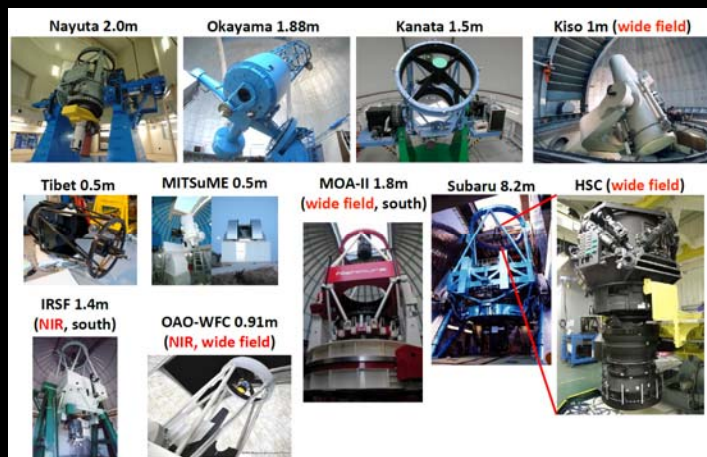 Nayuta 2.0m
Okayama 1.88m
Kanata 1.5m
Kiso 1m (wide field)
Tibet 0.5m
MITSuME 0.5m
MOA-II 1.8m
(wide field, south)
Subaru 8.2m
HSC (wide field)
IRSF 1.4m
(NIR, south)
OAO-WFC 0.91m
(NIR, wide field)